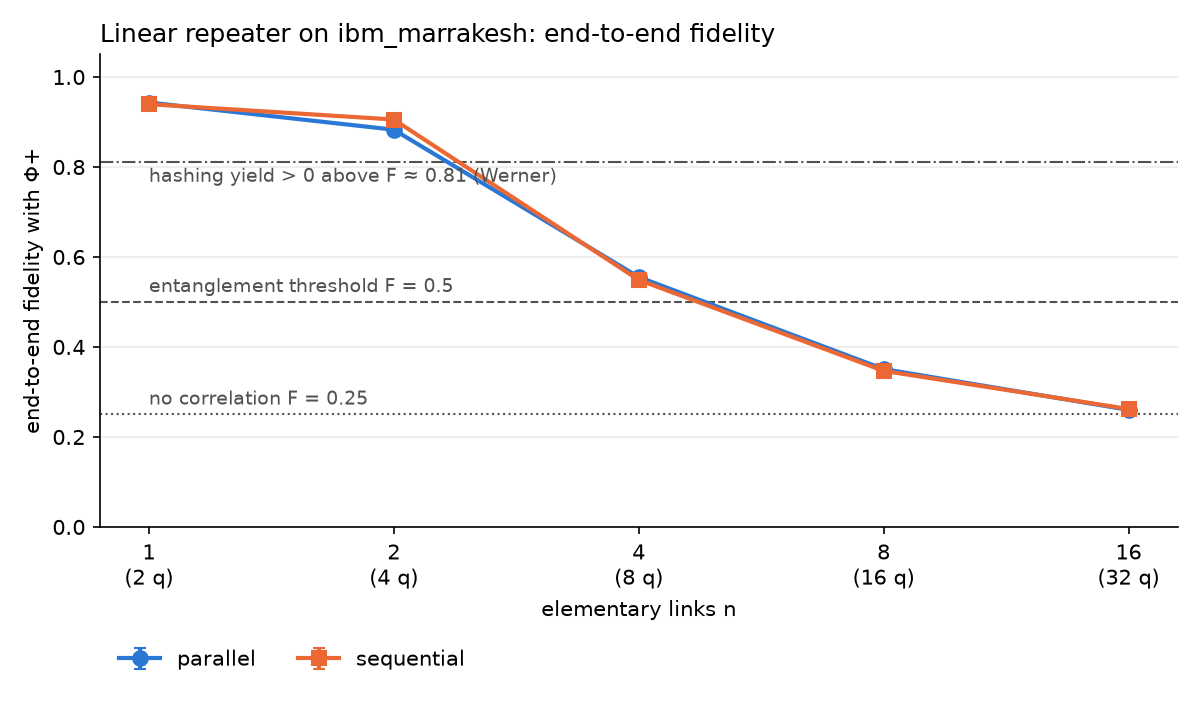 Linear repeater on ibm_marrakesh: end-to-end fidelity
end-to-end fidelity with Φ+
1.0
0.8
0.6
0.4
0.2
0.0
hashing yield > 0 above F ≈ 0.81 (Werner)
entanglement threshold F = 0.5
no correlation F = 0.25
1 2 4 8 16
(2 q) (4 q) (8 q) (16 q) (32 q)
elementary links n
parallel sequential